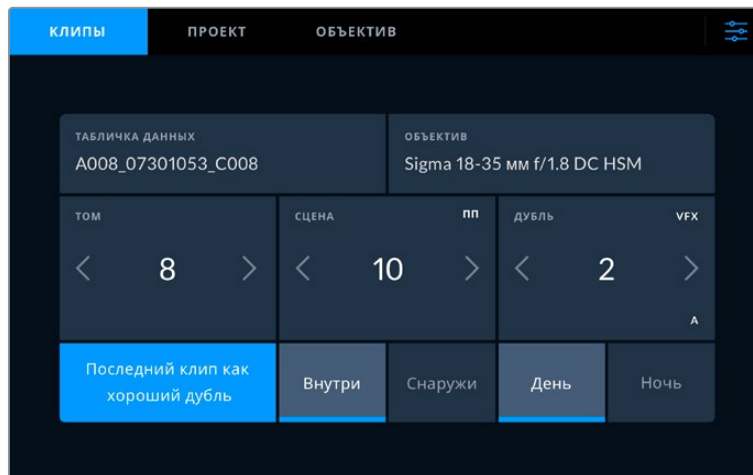 КЛИПЫ ПРОЕКТ ОБЪЕКТИВ
ТАБЛИЧКА ДАННЫХ ОБЪЕКТИВ
A008_07301053_C008 Sigma 18-35 мм f/1.8 DC HSM
ТОМ СЦЕНА ПП ДУБЛЬ VFX
8 10 2
A
Последний клип как
хороший дубль
Внутри Снаружи День Ночь